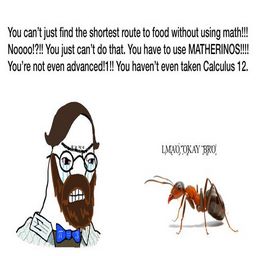 You can't just find the shortest route to food without using math!!!
Noooo!?!! You just can't do that. You have to use MATHERINOS!!!!
You're not even advanced!1!! You haven't even taken Calculus 12.
LMAO, OKAY BRO